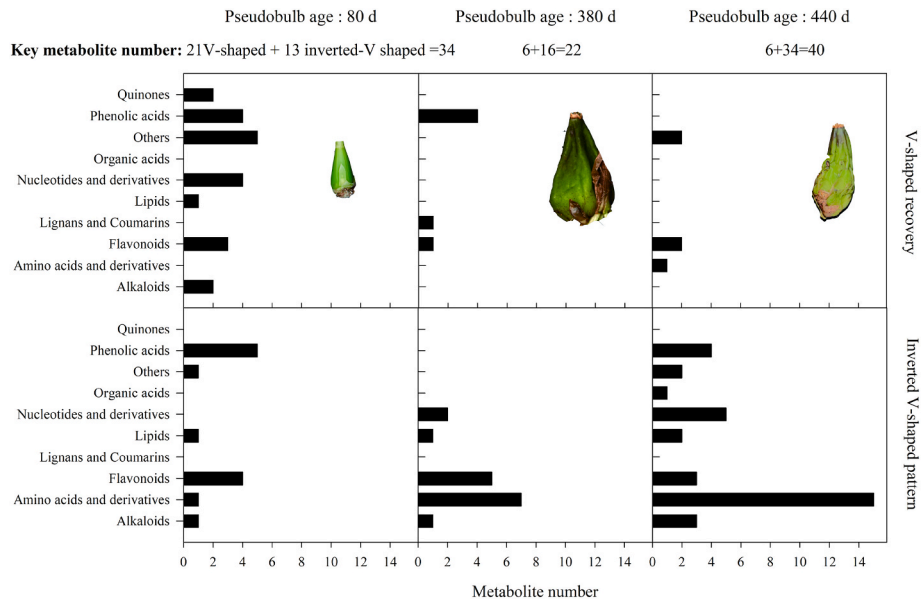 Pseudobulb age : 80 d Pseudobulb age : 380 d Pseudobulb age : 440 d
Key metabolite number: 21V-shaped + 13 inverted-V shaped =34 6+16=22 6+34=40
Quinones
Phenolic acids
Others
Organic acids
Nucleotides and derivatives
Lipids
Lignans and Coumarins
Flavonoids
Amino acids and derivatives
Alkaloids
V-shaped recovery
Quinones
Phenolic acids
Others
Organic acids
Nucleotides and derivatives
Lipids
Lignans and Coumarins
Flavonoids
Amino acids and derivatives
Alkaloids
Inverted V-shaped pattern
0 2 4 6 8 10 12 14 0 2 4 6 8 10 12 14 0 2 4 6 8 10 12 14
Metabolite number